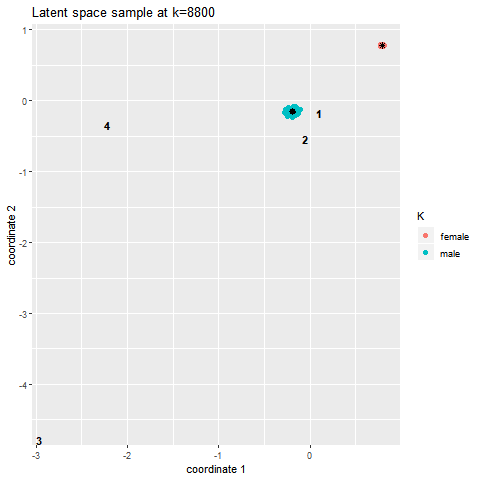 Latent space sample at k=8800
1
0
-1
-2
-3
-4
coordinate 2
1
2
4
3
-3
-2
-1
0
coordinate 1
K
female
male